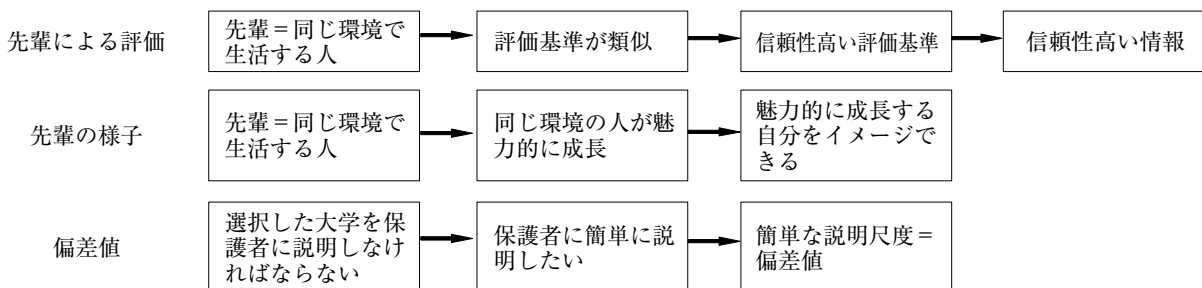 先輩による評価
先輩＝同じ環境で
生活する人
評価基準が類似
信頼性高い評価基準
信頼性高い情報
先輩の様子
先輩＝同じ環境で
生活する人
同じ環境の人が魅
力的に成長
魅力的に成長する
自分をイメージで
きる
偏差値
選択した大学を保
護者に説明しなけ
ればならない
保護者に簡単に説
明したい
簡単な説明尺度＝
偏差値